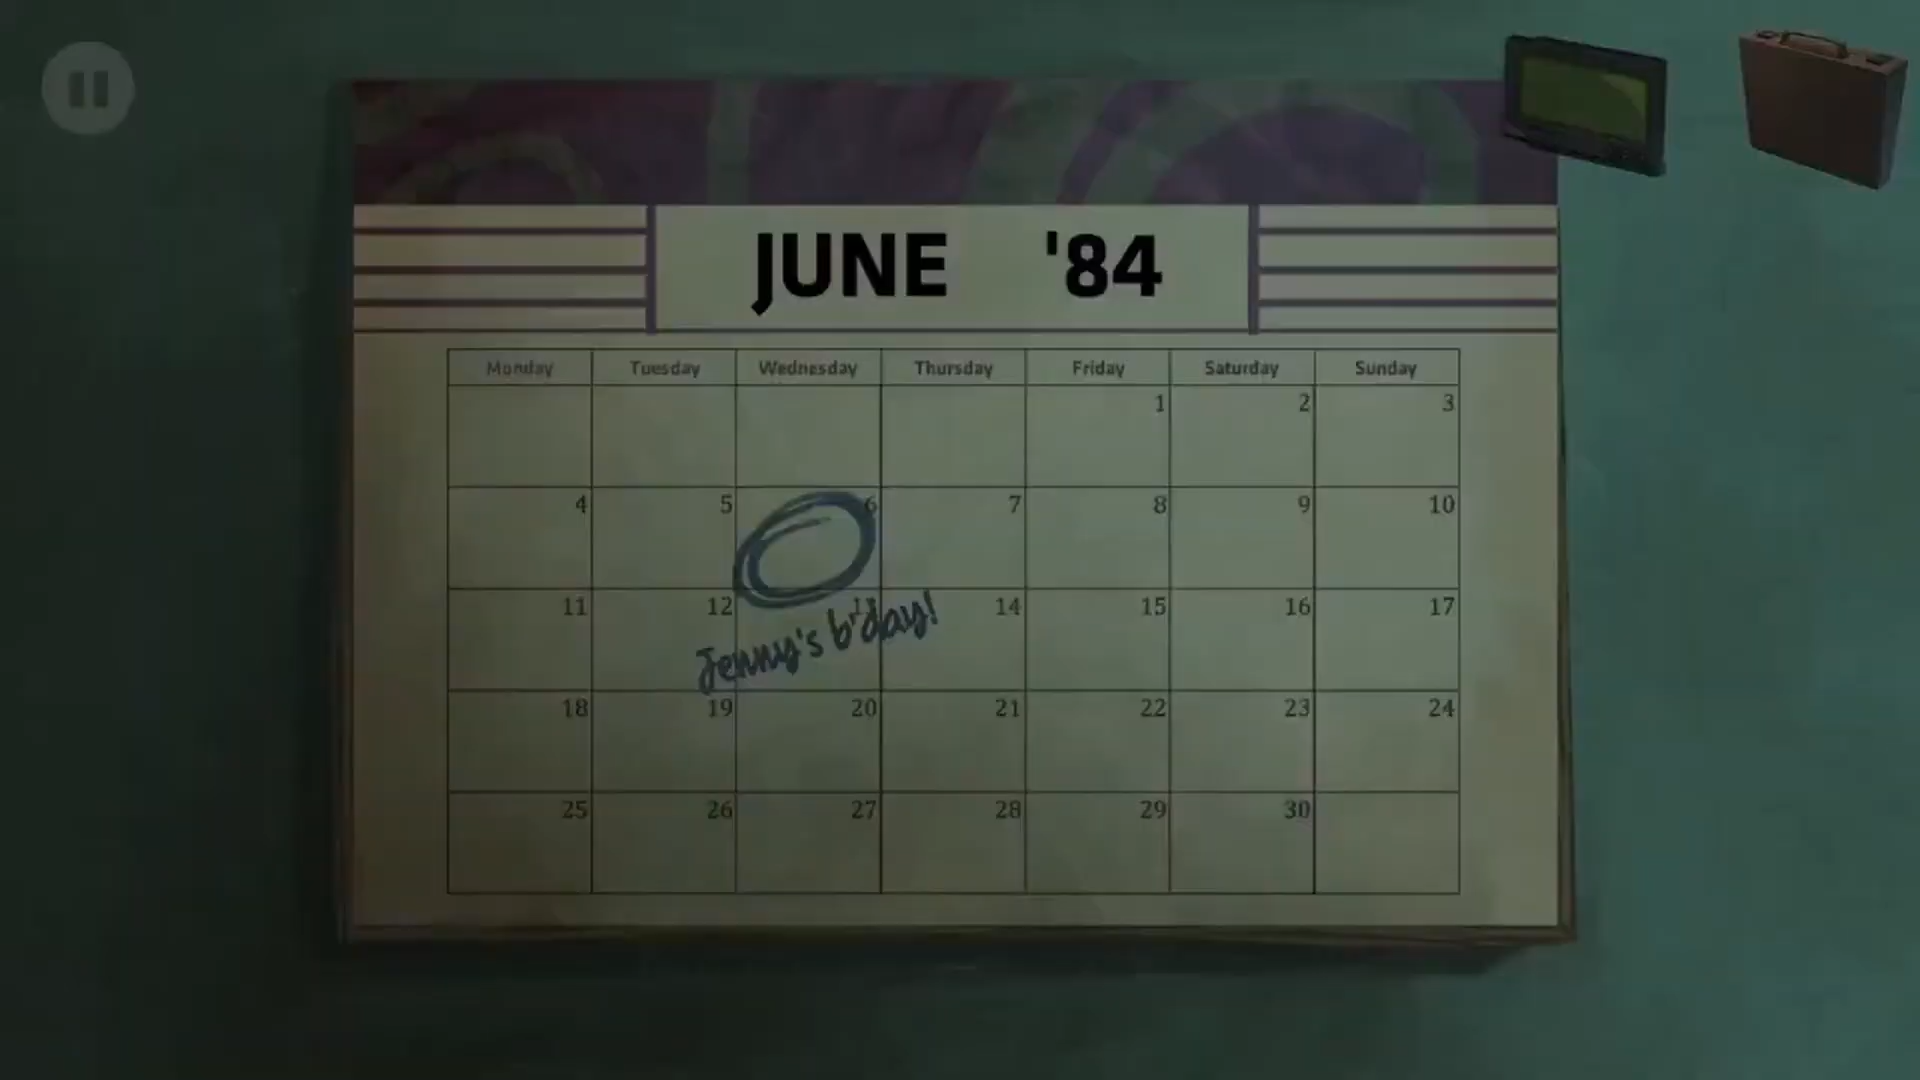 JUNE '84
Monday Tuesday Wednesday Thursday Friday Saturday Sunday
1 2 3
4 5 6 7 8 9 10
11 12 13 14 15 16 17
Jenny's b'day!
18 19 20 21 22 23 24
25 26 27 28 29 30